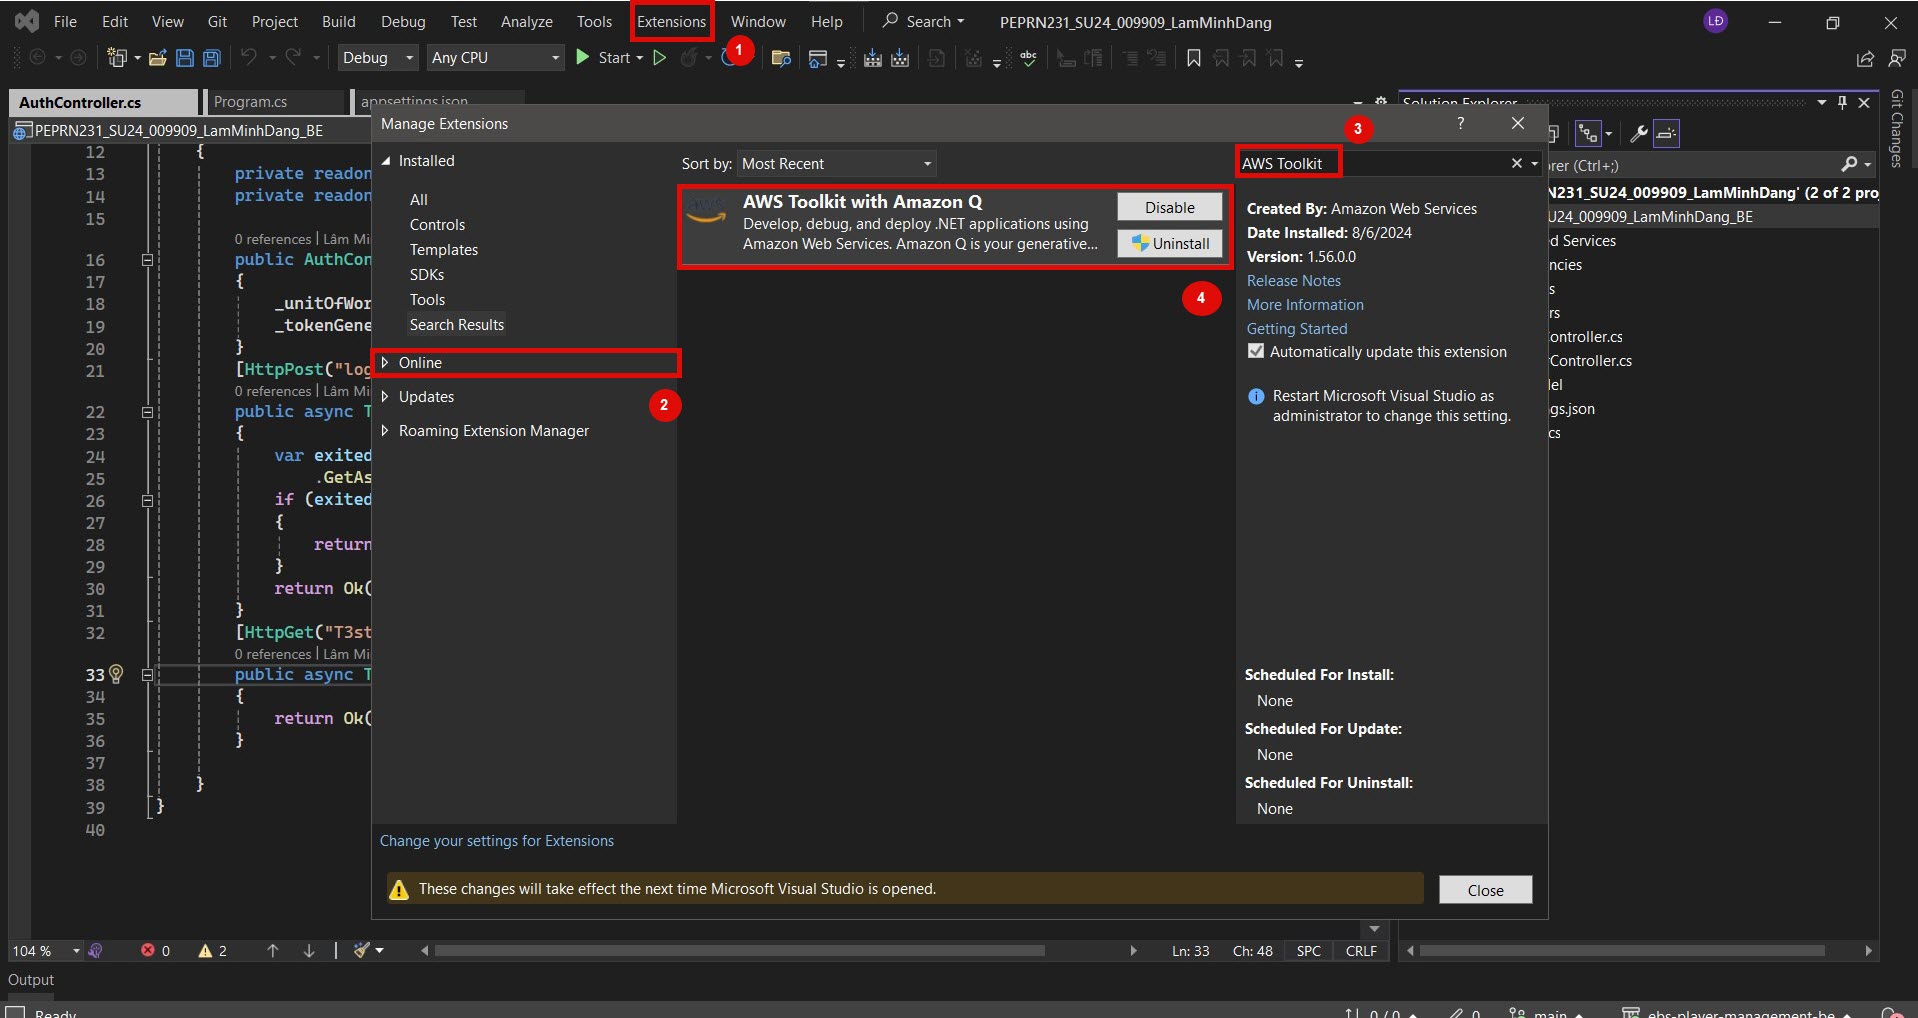 File Edit View Git Project Build Debug Test Analyze Tools Extensions Window Help Search PEPRN231_SU24_009909_LamMinhDang LĐ
1
Debug Any CPU Start
AuthController.cs Program.cs appsettings.json
PEPRN231_SU24_009909_LamMinhDang_BE
12 {
13 private readon
14 private readon
15
0 references | Lâm Mi
16 public AuthCon
17 {
18 _unitOfWor
19 _tokenGene
20 }
21 [HttpPost("log
0 references | Lâm Mi
22 public async T
23 {
24 var exited
25 .GetAs
26 if (exited
27 {
28 return
29 }
30 return Ok(
31 }
32 [HttpGet("T3st
0 references | Lâm Mi
33 public async T
34 {
35 return Ok(
36 }
37
38 }
39 }
40
Manage Extensions
?
Installed
All
Controls
Templates
SDKs
Tools
Search Results
Online
2
Updates
Roaming Extension Manager
Sort by: Most Recent
AWS Toolkit with Amazon Q
Develop, debug, and deploy .NET applications using
Amazon Web Services. Amazon Q is your generative...
Disable
Uninstall
4
3
AWS Toolkit
Created By: Amazon Web Services
Date Installed: 8/6/2024
Version: 1.56.0.0
Release Notes
More Information
Getting Started
Automatically update this extension
Restart Microsoft Visual Studio as
administrator to change this setting.
Scheduled For Install:
None
Scheduled For Update:
None
Scheduled For Uninstall:
None
Change your settings for Extensions
These changes will take effect the next time Microsoft Visual Studio is opened.
Close
Solution Explorer
rer (Ctrl+;)
N231_SU24_009909_LamMinhDang' (2 of 2 pro
U24_009909_LamMinhDang_BE
d Services
ncies
s
rs
ontroller.cs
Controller.cs
el
gs.json
cs
Git Changes
104 % 0 2 Ln: 33 Ch: 48 SPC CRLF
Output
Ready 0 / 0 0 main ebs-player-management-be